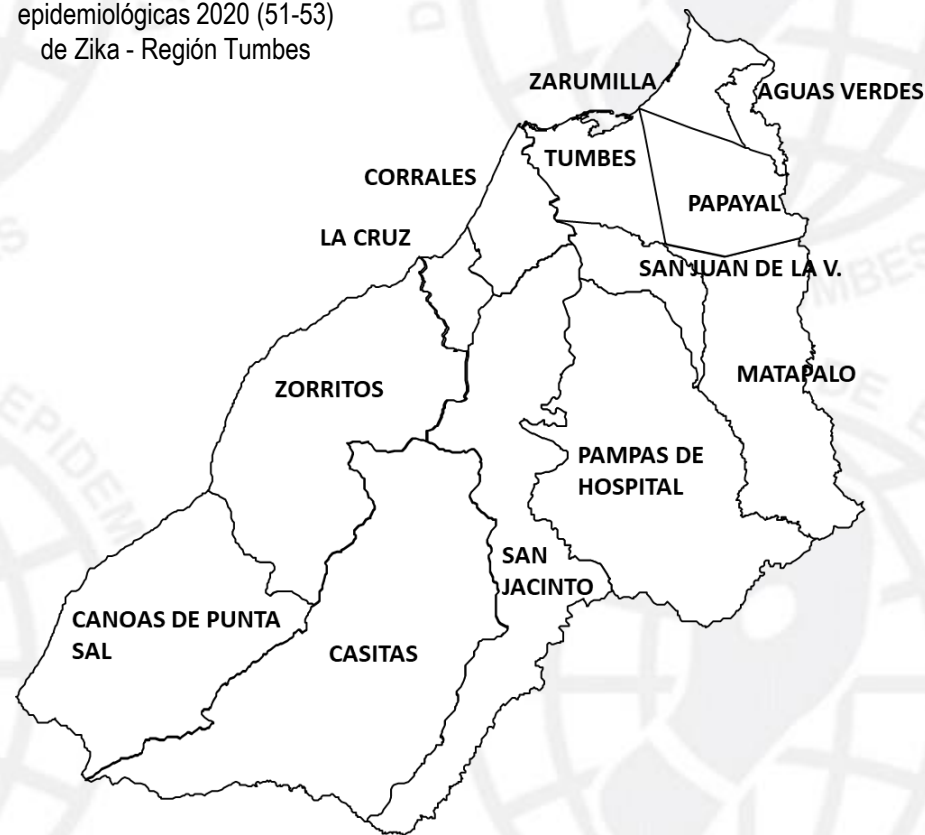 epidemiológicas 2020 (51-53)
de Zika - Región Tumbes
ZARUMILLA
AGUAS VERDES
TUMBES
CORRALES
PAPAYAL
LA CRUZ
SAN JUAN DE LA V.
MATAPALO
ZORRITOS
PAMPAS DE
HOSPITAL
SAN
JACINTO
CANOAS DE PUNTA
SAL
CASITAS